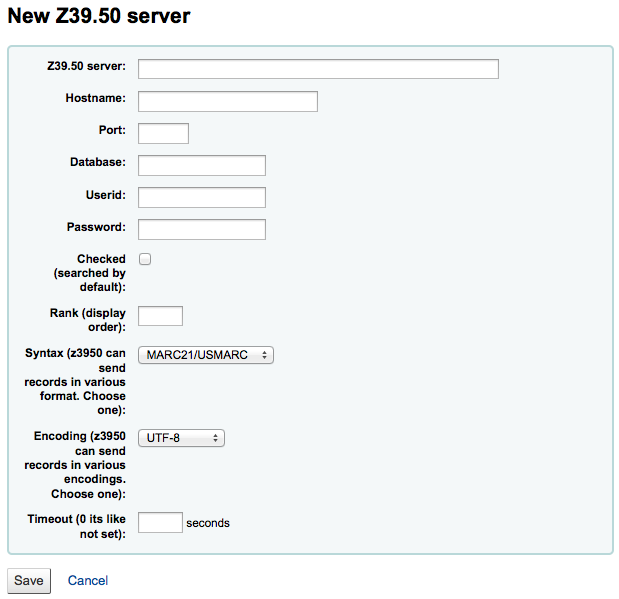 New Z39.50 server
Z39.50 server:
Hostname:
Port:
Database:
Userid:
Password:
Checked
(searched by
default):
Rank (display
order):
Syntax (z3950 can
send
records in various
format. Choose
one):
MARC21/USMARC
Encoding (z3950
can send
records in various
encodings.
Choose one):
UTF-8
Timeout (0 its like
not set):
seconds
Save Cancel